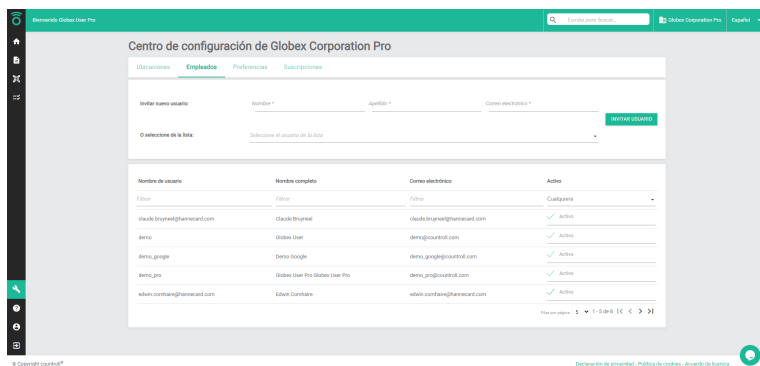 Bienvenido Globex User Pro
Escriba para buscar...
Globex Corporation Pro
Español
Centro de configuración de Globex Corporation Pro
Ubicaciones Empleados Preferencias Suscripciones
Invitar nuevo usuario: Nombre * Apellido * Correo electrónico *
INVITAR USUARIO
O seleccione de la lista: Seleccione el usuario de la lista
Nombre de usuario Nombre completo Correo electrónico Activo
Filtrar Filtrar Filtrar Cualquiera
claude.bruyneel@hannecard.com Claude Bruyneel claude.bruyneel@hannecard.com Activo
demo Globex User demo@countroll.com Activo
demo_google Demo Google demo_google@countroll.com Activo
demo_pro Globex User Pro Globex User Pro demo_pro@countroll.com Activo
edwin.comhaire@hannecard.com Edwin Comhaire edwin.comhaire@hannecard.com Activo
Filas por página: 5 1 - 5 de 8
© Copyright countroll® Declaración de privacidad - Política de cookies - Acuerdo de licencia